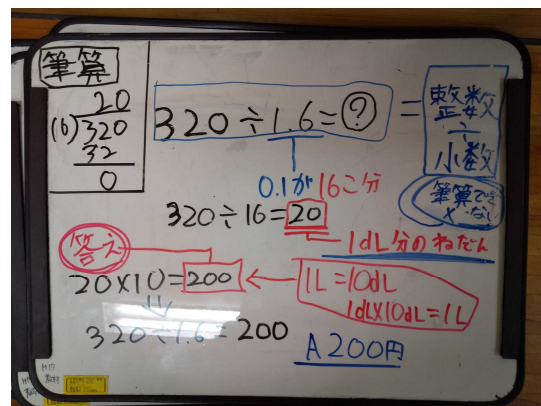 筆算
20
16)320
32
0
320÷1.6=?
=整数÷小数
0.1が16こ分
筆算できない
×
320÷16=20
1dL分のねだん
答え
20×10=200
1L=10dL
1dL×10dL=1L
320÷1.6=200
A200円